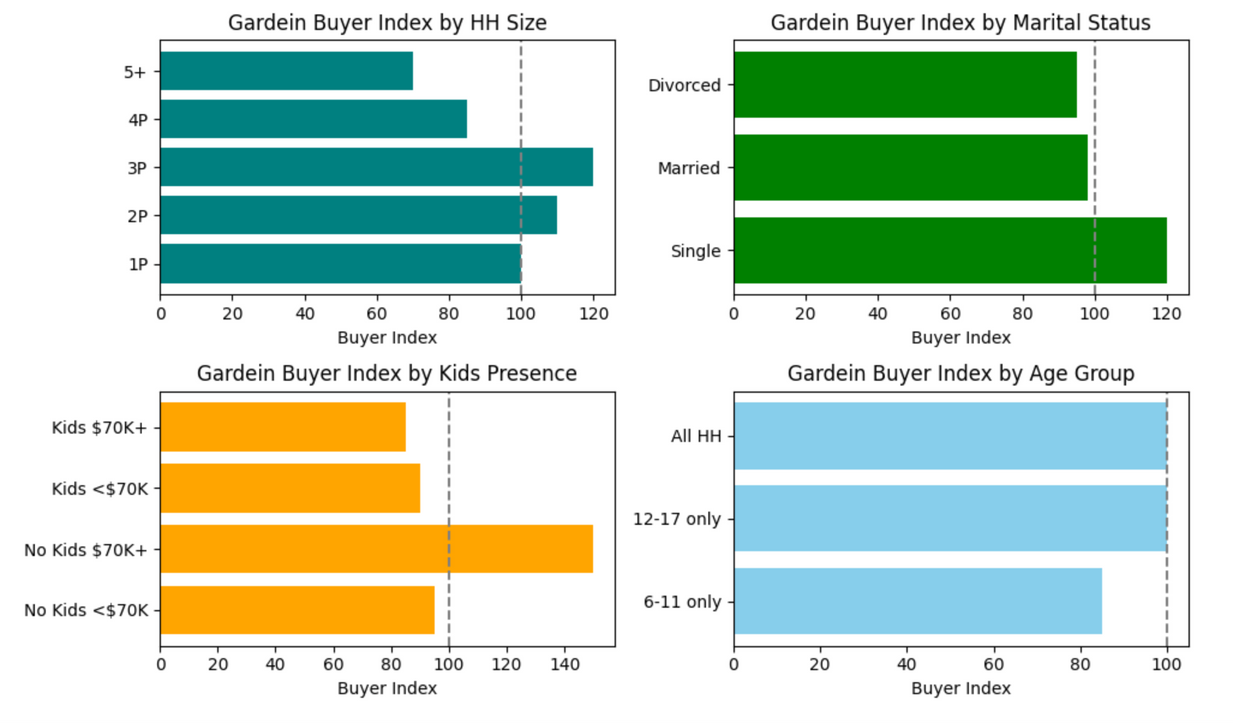 Gardein Buyer Index by HH Size
5+
4P
3P
2P
1P
0 20 40 60 80 100 120
Buyer Index
Gardein Buyer Index by Marital Status
Divorced
Married
Single
0 20 40 60 80 100 120
Buyer Index
Gardein Buyer Index by Kids Presence
Kids $70K+
Kids <$70K
No Kids $70K+
No Kids <$70K
0 20 40 60 80 100 120 140
Buyer Index
Gardein Buyer Index by Age Group
All HH
12-17 only
6-11 only
0 20 40 60 80 100
Buyer Index